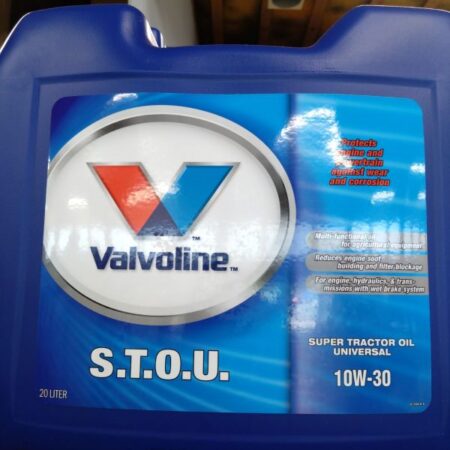 Protects
engine and
powertrain
against wear
and corrosion
Valvoline™
Multi-functional oil
for agricultural equipment
Reduces engine soot
building and filter blockage
For engine, hydraulics, & trans-
missions with wet brake system
S.T.O.U.
SUPER TRACTOR OIL
UNIVERSAL
10W-30
20 LITER